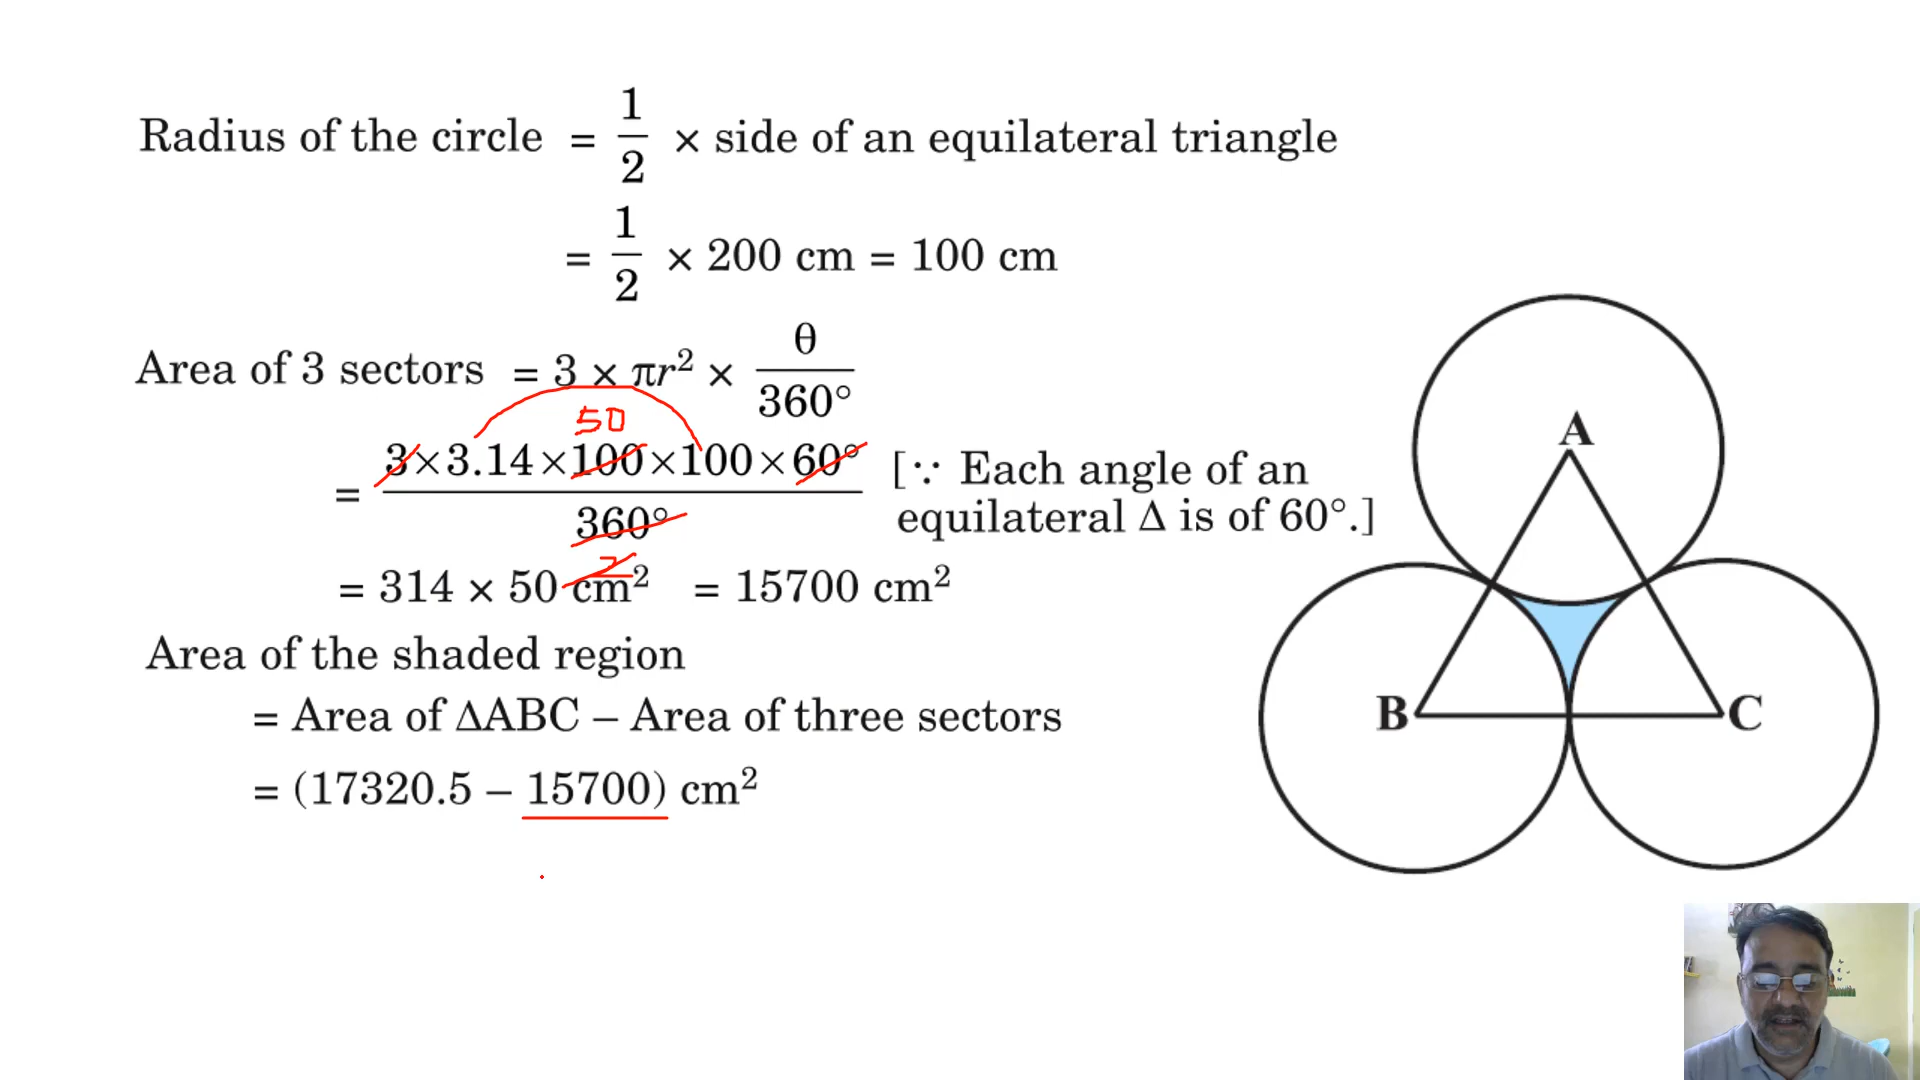 Radius of the circle = 1/2 × side of an equilateral triangle
= 1/2 × 200 cm = 100 cm
Area of 3 sectors = 3 × πr² × θ/360°
50
= 3×3.14×100×100×60°/360° [∵ Each angle of an
equilateral Δ is of 60°.]
2
= 314 × 50 cm² = 15700 cm²
Area of the shaded region
= Area of ΔABC – Area of three sectors
= (17320.5 – 15700) cm²
A
B
C